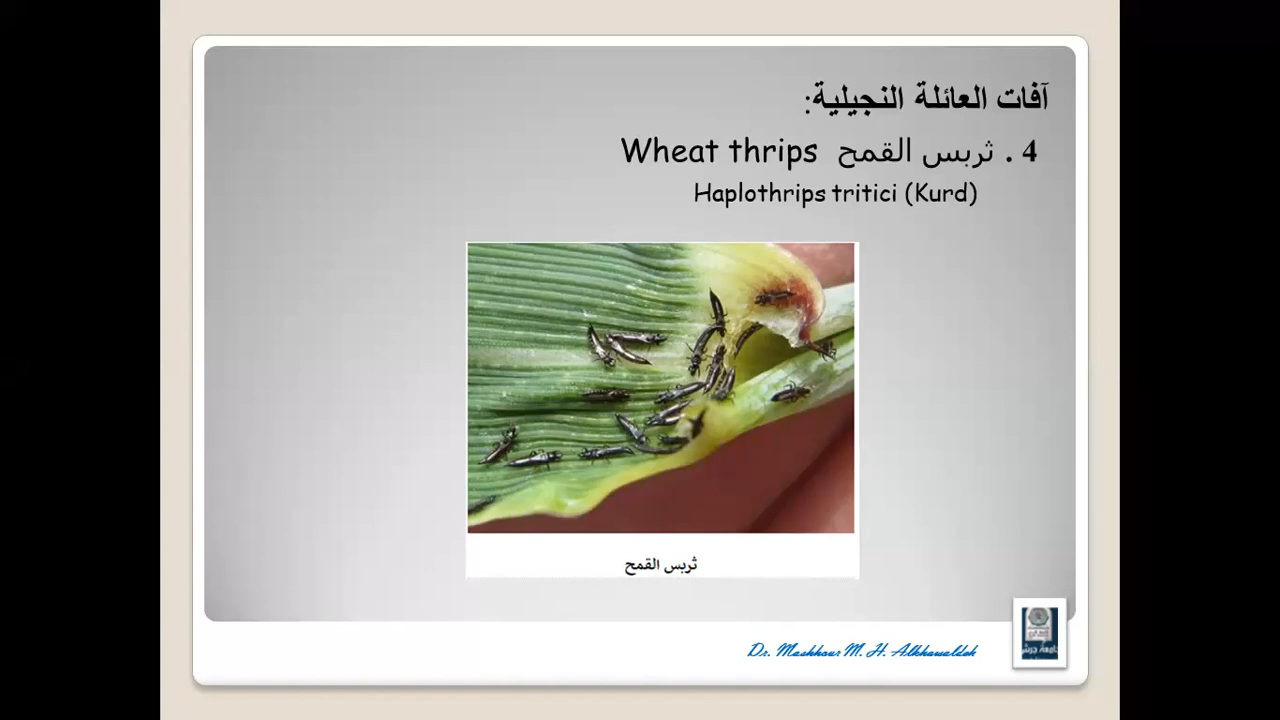 آفات العائلة النجيلية:
4 . ثربس القمح Wheat thrips
Haplothrips tritici (Kurd)
ثربس القمح
Dr. Mashhour M. H. Alkhawaldeh